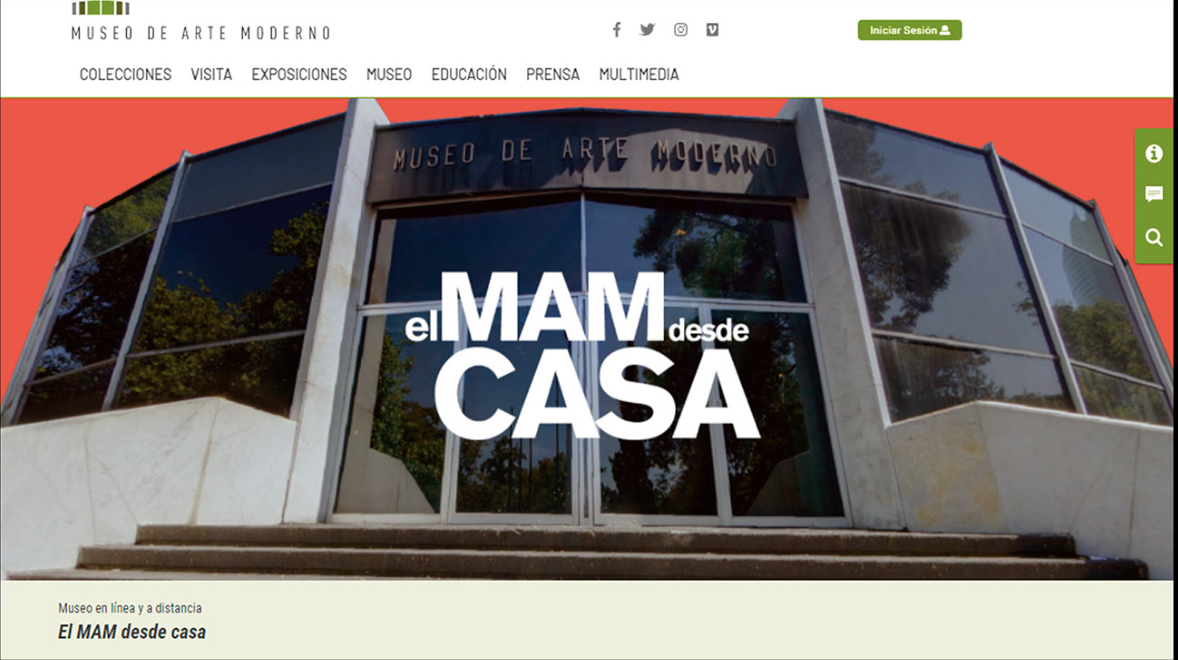 MUSEO DE ARTE MODERNO
Iniciar Sesión
COLECCIONES VISITA EXPOSICIONES MUSEO EDUCACIÓN PRENSA MULTIMEDIA
MUSEO DE ARTE MODERNO
el MAM desde
CASA
Museo en línea y a distancia
El MAM desde casa